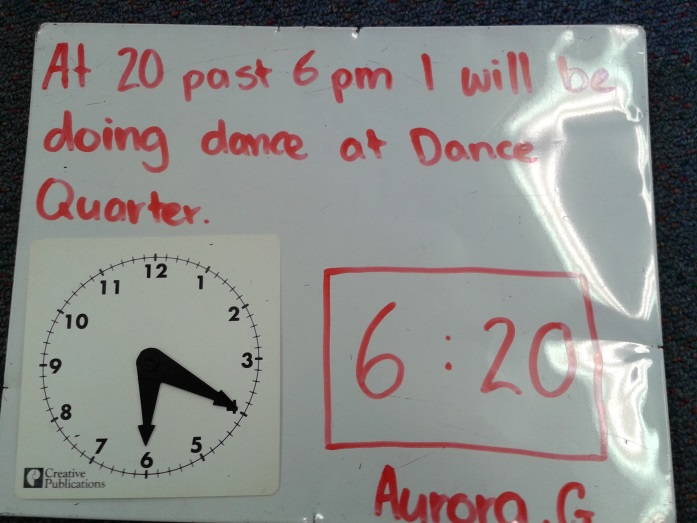 At 20 past 6 pm I will be
doing dance at Dance
Quarter.
12
11
1
10
2
9
3
8
7
5
6
6:20
Creative
Publications
Aurora.G